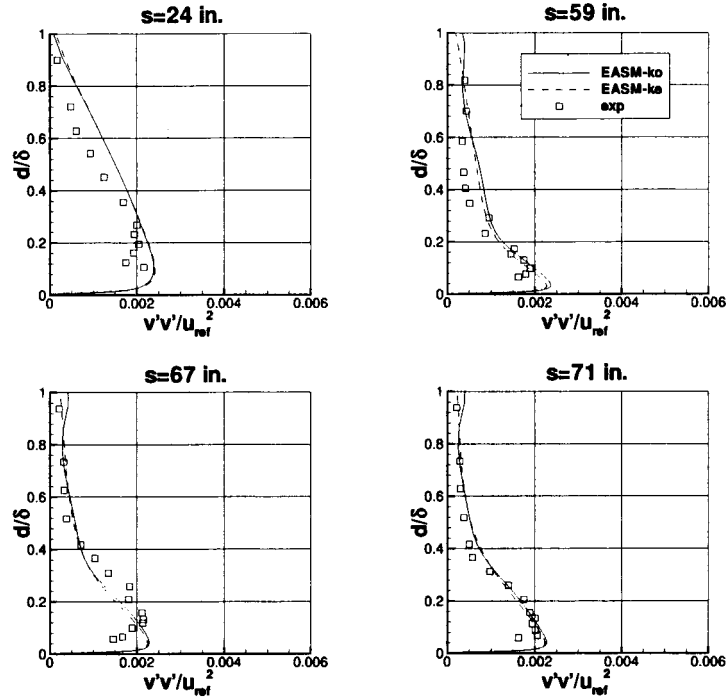 s=24 in.
d/δ
1
0.8
0.6
0.4
0.2
0
0
0.002
0.004
0.006
v'v'/u_ref^2
s=59 in.
EASM-ko
EASM-ke
exp
d/δ
1
0.8
0.6
0.4
0.2
0
0
0.002
0.004
0.006
v'v'/u_ref^2
s=67 in.
d/δ
1
0.8
0.6
0.4
0.2
0
0
0.002
0.004
0.006
v'v'/u_ref^2
s=71 in.
d/δ
1
0.8
0.6
0.4
0.2
0
0
0.002
0.004
0.006
v'v'/u_ref^2